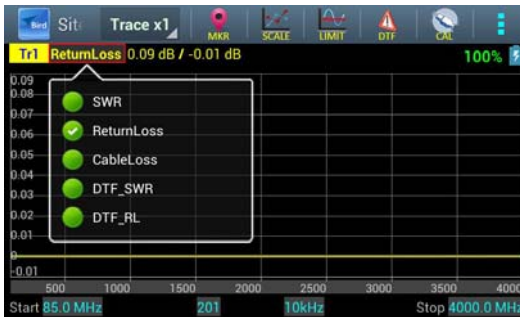 Bird Sit Trace x1 MKR SCALE LIMIT DTF CAL
Tr1 ReturnLoss 0.09 dB / -0.01 dB 100%
0.09
0.08
0.07
0.06
0.05
0.04
0.03
0.02
0.01
0
-0.01
SWR
ReturnLoss
CableLoss
DTF_SWR
DTF_RL
500 1000 1500 2000 2500 3000 3500 4000
Start 85.0 MHz 201 10kHz Stop 4000.0 MHz